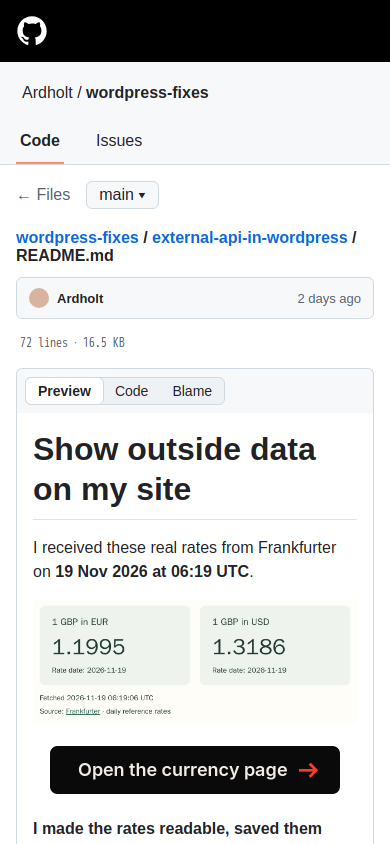 Ardholt / wordpress-fixes
Code Issues
← Files main ▾
wordpress-fixes / external-api-in-wordpress /
README.md
Ardholt 2 days ago
72 lines · 16.5 KB
Preview Code Blame
Show outside data
on my site
I received these real rates from Frankfurter
on 19 Nov 2026 at 06:19 UTC.
1 GBP in EUR 1 GBP in USD
1.1995 1.3186
Rate date: 2026-11-19 Rate date: 2026-11-19
Fetched 2026-11-19 06:19:06 UTC
Source: Frankfurter · daily reference rates
Open the currency page →
I made the rates readable, saved them